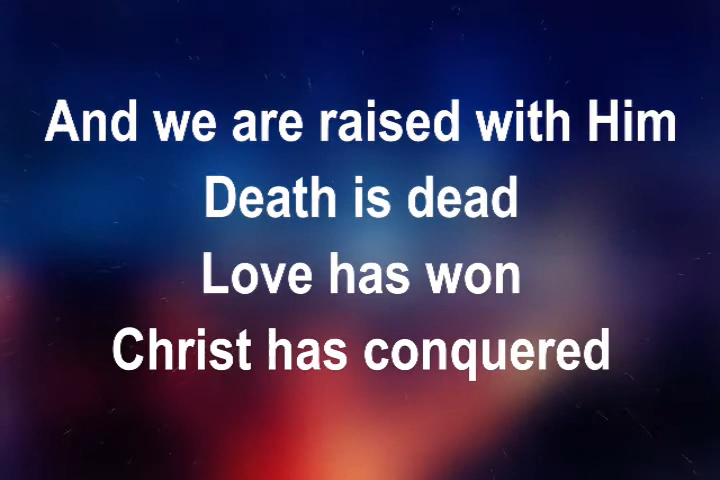 And we are raised with Him
Death is dead
Love has won
Christ has conquered